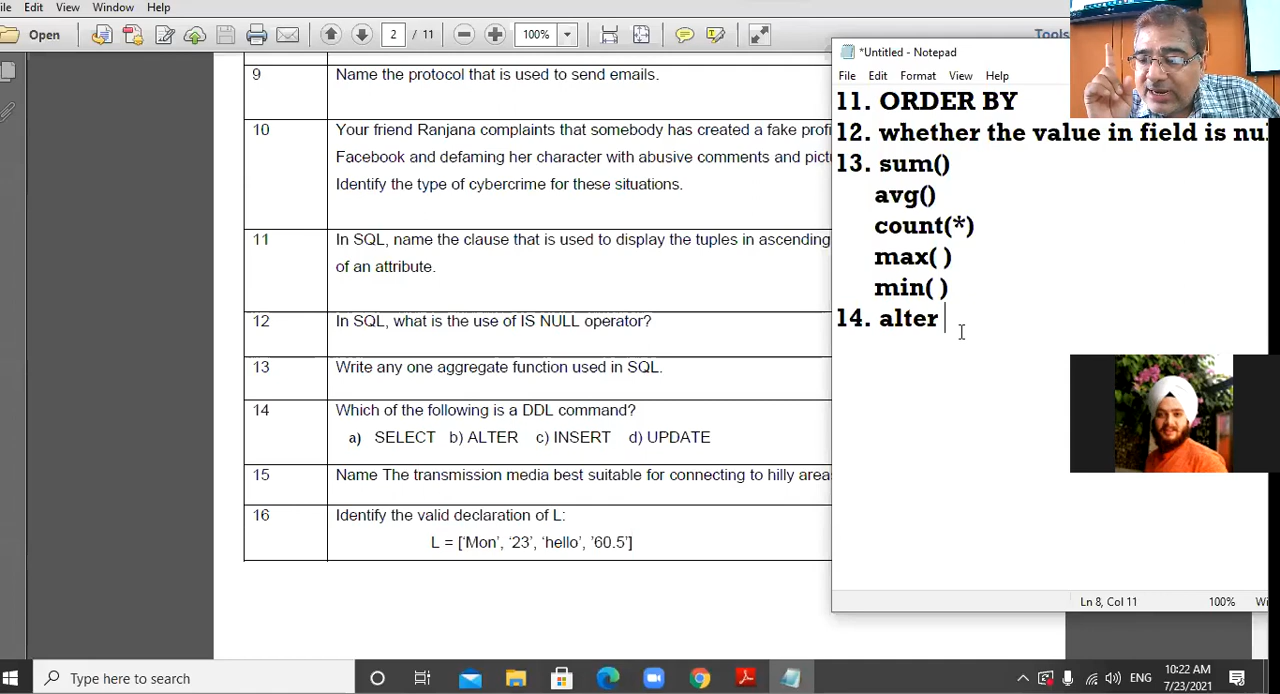 ile Edit View Window Help
Open 2 / 11 100% Tools
9 Name the protocol that is used to send emails.
10 Your friend Ranjana complaints that somebody has created a fake profi
Facebook and defaming her character with abusive comments and pictu
Identify the type of cybercrime for these situations.
11 In SQL, name the clause that is used to display the tuples in ascending
of an attribute.
12 In SQL, what is the use of IS NULL operator?
13 Write any one aggregate function used in SQL.
14 Which of the following is a DDL command?
a) SELECT b) ALTER c) INSERT d) UPDATE
15 Name The transmission media best suitable for connecting to hilly area
16 Identify the valid declaration of L:
L = [‘Mon’, ‘23’, ‘hello’, ’60.5’]
*Untitled - Notepad
File Edit Format View Help
11. ORDER BY
12. whether the value in field is nul
13. sum()
avg()
count(*)
max( )
min( )
14. alter
Ln 8, Col 11 100% Wi
Type here to search
ENG
10:22 AM
7/23/2021